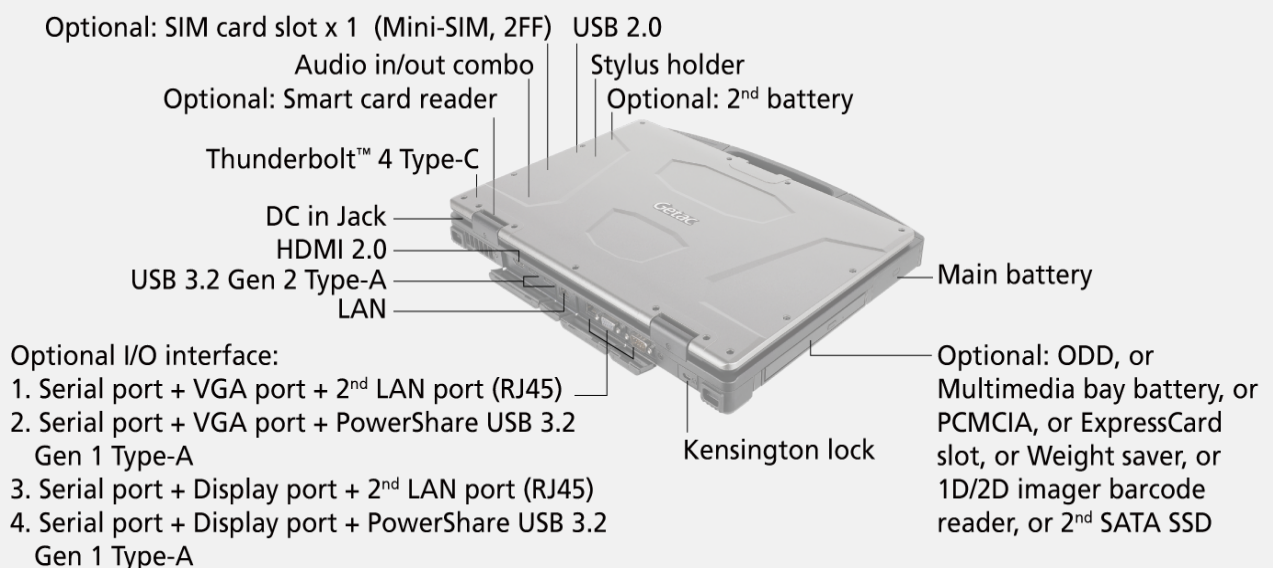 Optional: SIM card slot x 1 (Mini-SIM, 2FF) USB 2.0
Audio in/out combo Stylus holder
Optional: Smart card reader Optional: 2nd battery
Thunderbolt™ 4 Type-C
DC in Jack
HDMI 2.0
USB 3.2 Gen 2 Type-A
LAN
Getac
Main battery
Optional I/O interface:
1. Serial port + VGA port + 2nd LAN port (RJ45)
2. Serial port + VGA port + PowerShare USB 3.2
Gen 1 Type-A
3. Serial port + Display port + 2nd LAN port (RJ45)
4. Serial port + Display port + PowerShare USB 3.2
Gen 1 Type-A
Kensington lock
Optional: ODD, or
Multimedia bay battery, or
PCMCIA, or ExpressCard
slot, or Weight saver, or
1D/2D imager barcode
reader, or 2nd SATA SSD